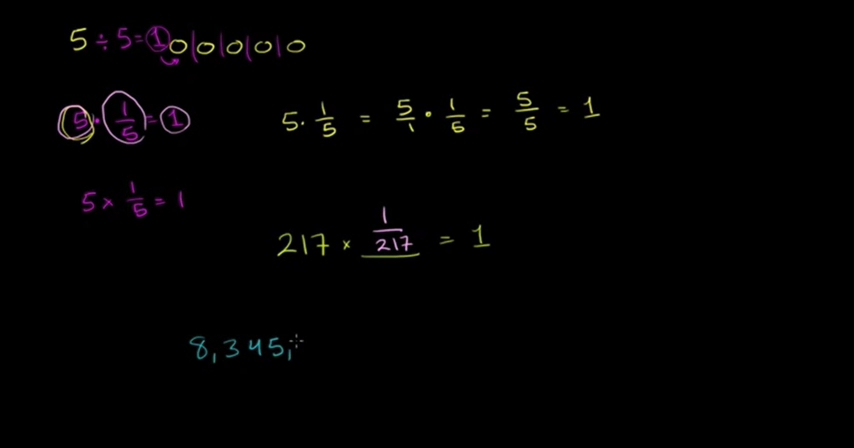 5 ÷ 5 = 1 0|0|0|0|0
5 · 1/5 = 1
5 · 1/5 = 5/1 · 1/5 = 5/5 = 1
5 × 1/5 = 1
217 × 1/217 = 1
8,345,